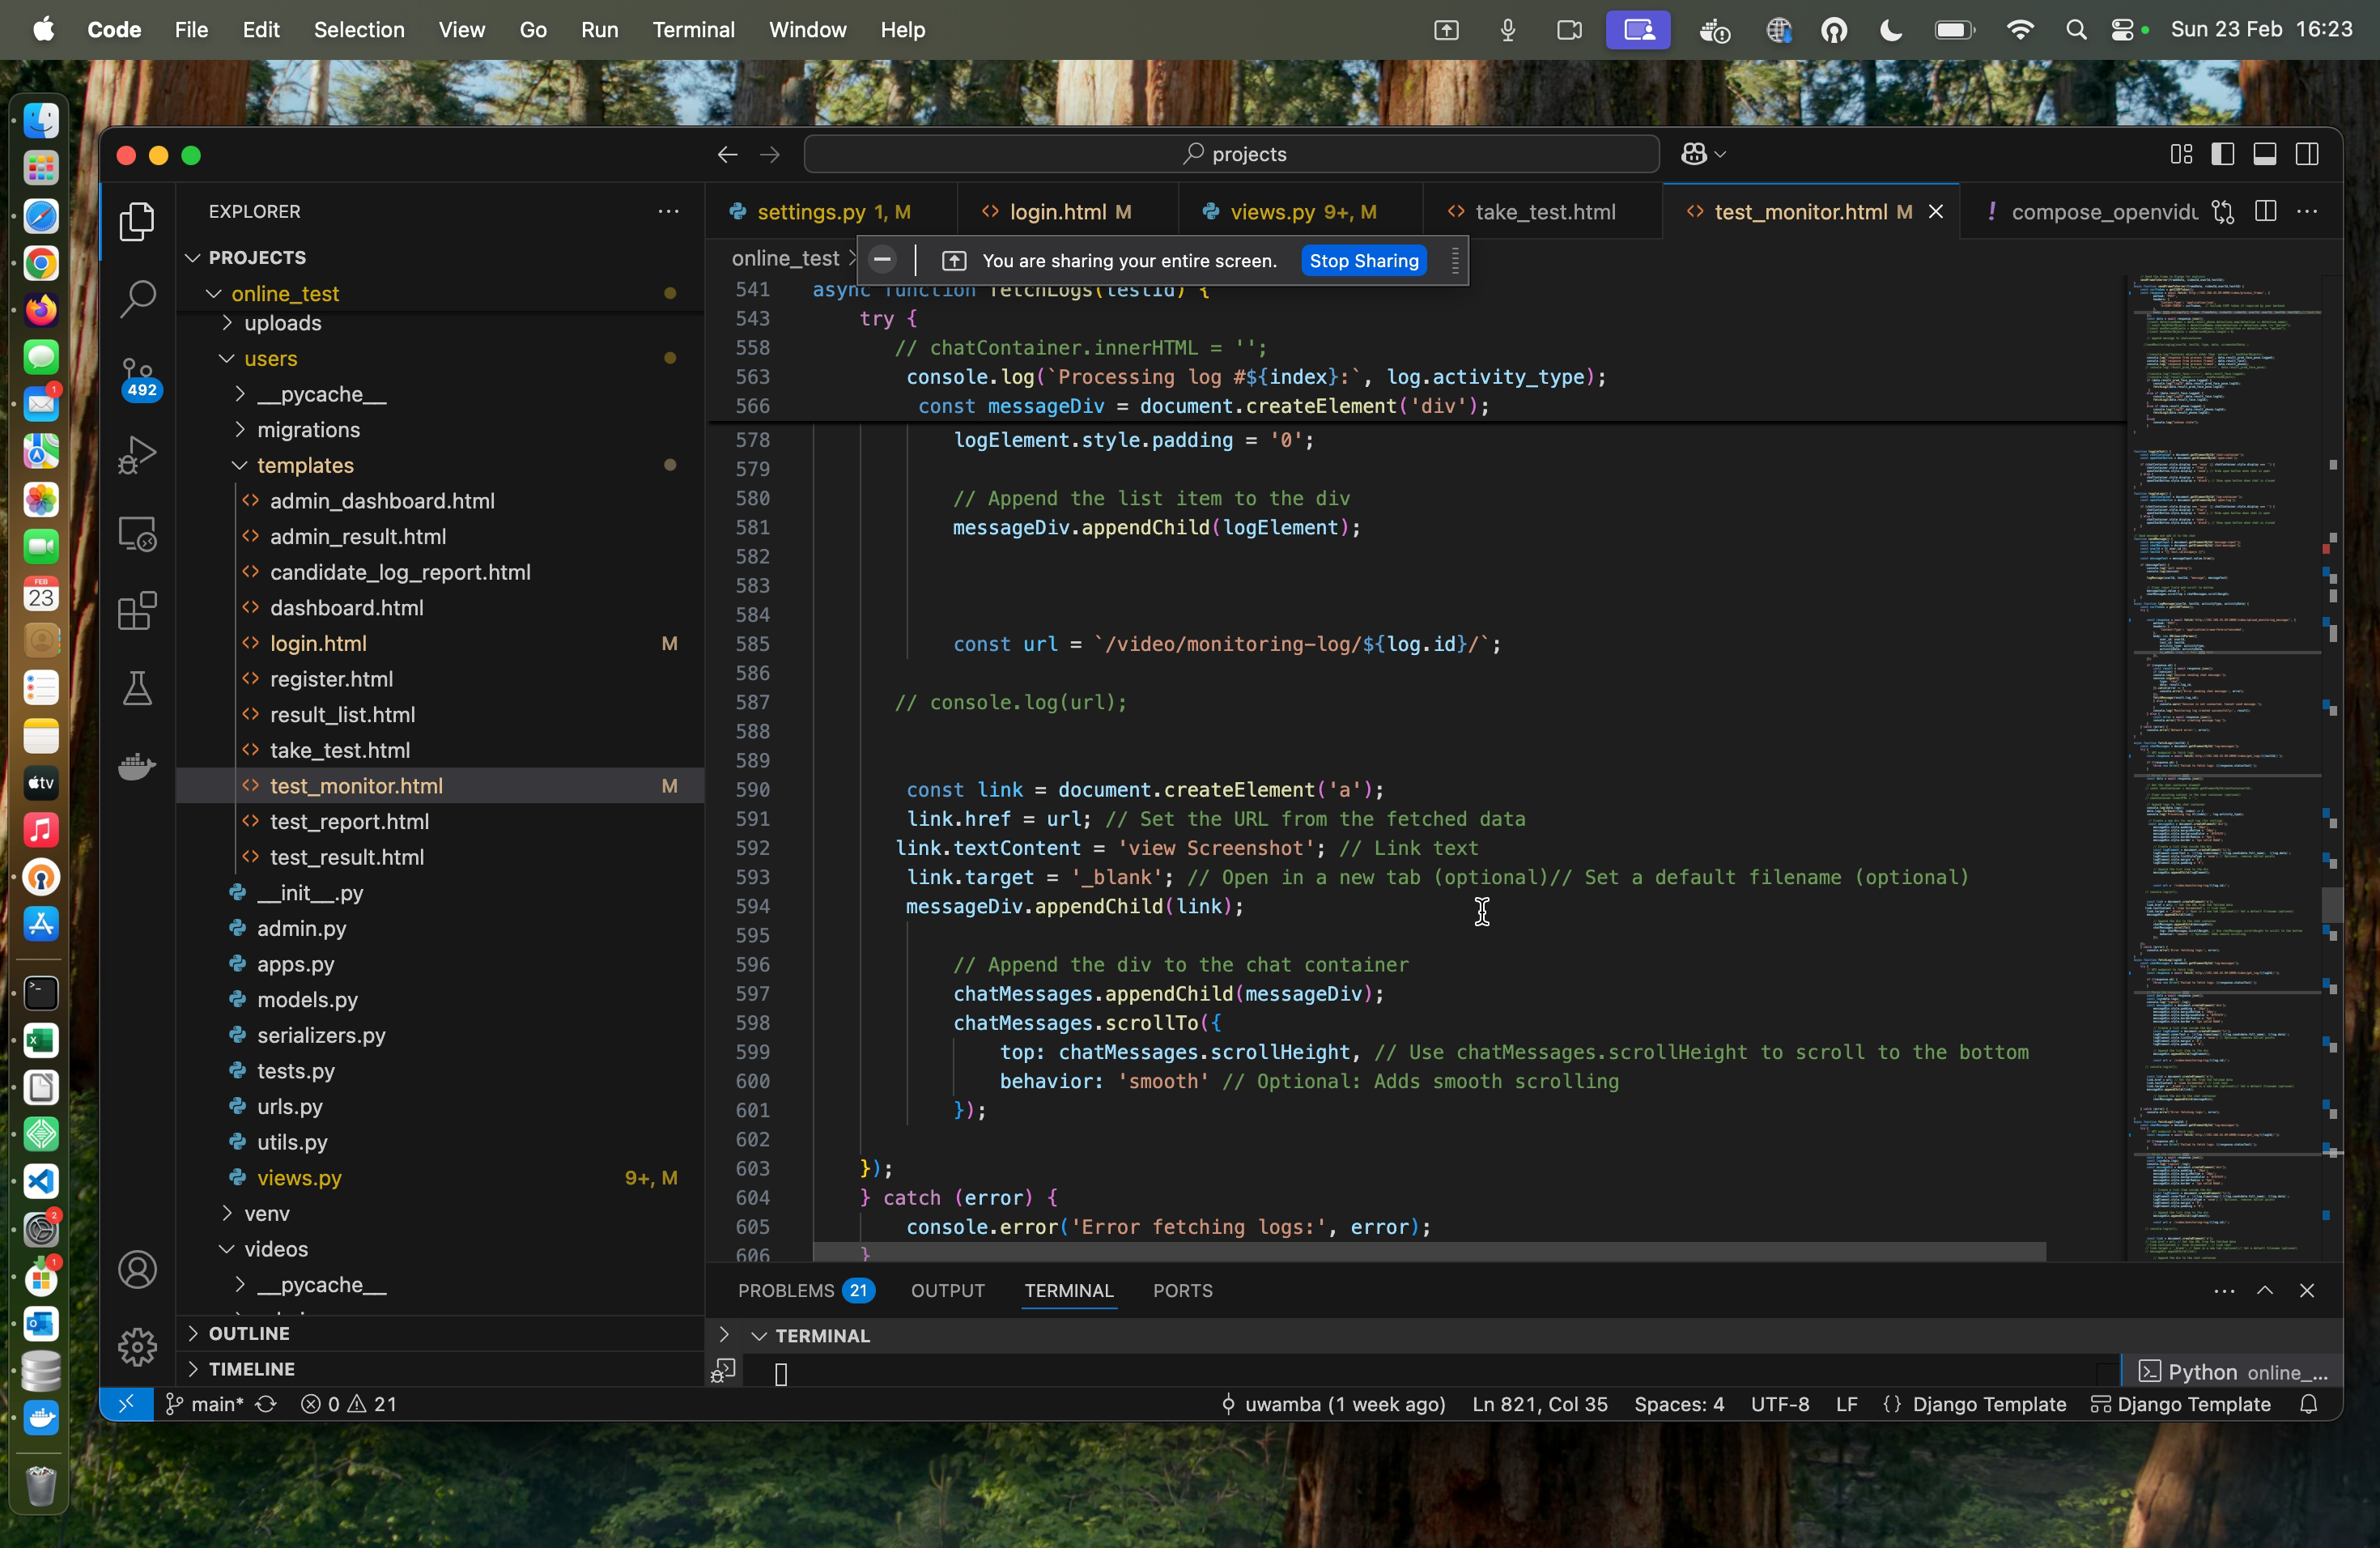 Code File Edit Selection View Go Run Terminal Window Help Sun 23 Feb 16:23
projects
EXPLORER
PROJECTS
online_test
uploads
users
__pycache__
migrations
templates
admin_dashboard.html
admin_result.html
candidate_log_report.html
dashboard.html
login.html M
register.html
result_list.html
take_test.html
test_monitor.html M
test_report.html
test_result.html
__init__.py
admin.py
apps.py
models.py
serializers.py
tests.py
urls.py
utils.py
views.py 9+, M
venv
videos
__pycache__
OUTLINE
TIMELINE
492
settings.py 1, M login.html M views.py 9+, M take_test.html test_monitor.html M ! compose_openvidu
online_test
You are sharing your entire screen. Stop Sharing
541 async function fetchLogs(testId) {
543 try {
558 // chatContainer.innerHTML = '';
563 console.log(`Processing log #${index}:`, log.activity_type);
566 const messageDiv = document.createElement('div');
578 logElement.style.padding = '0';
579
580 // Append the list item to the div
581 messageDiv.appendChild(logElement);
582
583
584
585 const url = `/video/monitoring-log/${log.id}/`;
586
587 // console.log(url);
588
589
590 const link = document.createElement('a');
591 link.href = url; // Set the URL from the fetched data
592 link.textContent = 'view Screenshot'; // Link text
593 link.target = '_blank'; // Open in a new tab (optional)// Set a default filename (optional)
594 messageDiv.appendChild(link);
595
596 // Append the div to the chat container
597 chatMessages.appendChild(messageDiv);
598 chatMessages.scrollTo({
599 top: chatMessages.scrollHeight, // Use chatMessages.scrollHeight to scroll to the bottom
600 behavior: 'smooth' // Optional: Adds smooth scrolling
601 });
602
603 });
604 } catch (error) {
605 console.error('Error fetching logs:', error);
606 }
PROBLEMS 21 OUTPUT TERMINAL PORTS
TERMINAL
Python online_...
main* 0 21 uwamba (1 week ago) Ln 821, Col 35 Spaces: 4 UTF-8 LF {} Django Template Django Template
1
FEB
23
tv
2
1